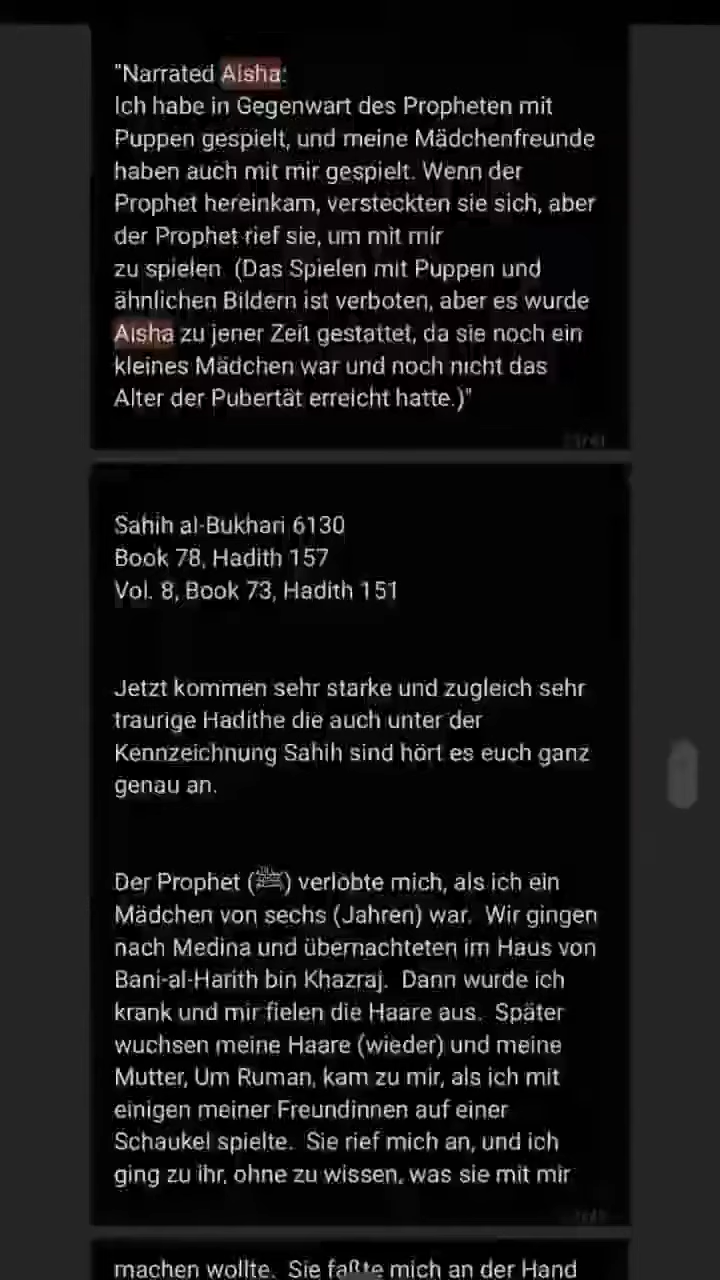 "Narrated Aisha:
Ich habe in Gegenwart des Propheten mit
Puppen gespielt, und meine Mädchenfreunde
haben auch mit mir gespielt. Wenn der
Prophet hereinkam, versteckten sie sich, aber
der Prophet rief sie, um mit mir
zu spielen (Das Spielen mit Puppen und
ähnlichen Bildern ist verboten, aber es wurde
Aisha zu jener Zeit gestattet, da sie noch ein
kleines Mädchen war und noch nicht das
Alter der Pubertät erreicht hatte.)"
Sahih al-Bukhari 6130
Book 78, Hadith 157
Vol. 8, Book 73, Hadith 151
Jetzt kommen sehr starke und zugleich sehr
traurige Hadithe die auch unter der
Kennzeichnung Sahih sind hört es euch ganz
genau an.
Der Prophet (ﷺ) verlobte mich, als ich ein
Mädchen von sechs (Jahren) war. Wir gingen
nach Medina und übernachteten im Haus von
Bani-al-Harith bin Khazraj. Dann wurde ich
krank und mir fielen die Haare aus. Später
wuchsen meine Haare (wieder) und meine
Mutter, Um Ruman, kam zu mir, als ich mit
einigen meiner Freundinnen auf einer
Schaukel spielte. Sie rief mich an, und ich
ging zu ihr, ohne zu wissen, was sie mit mir
machen wollte. Sie faßte mich an der Hand